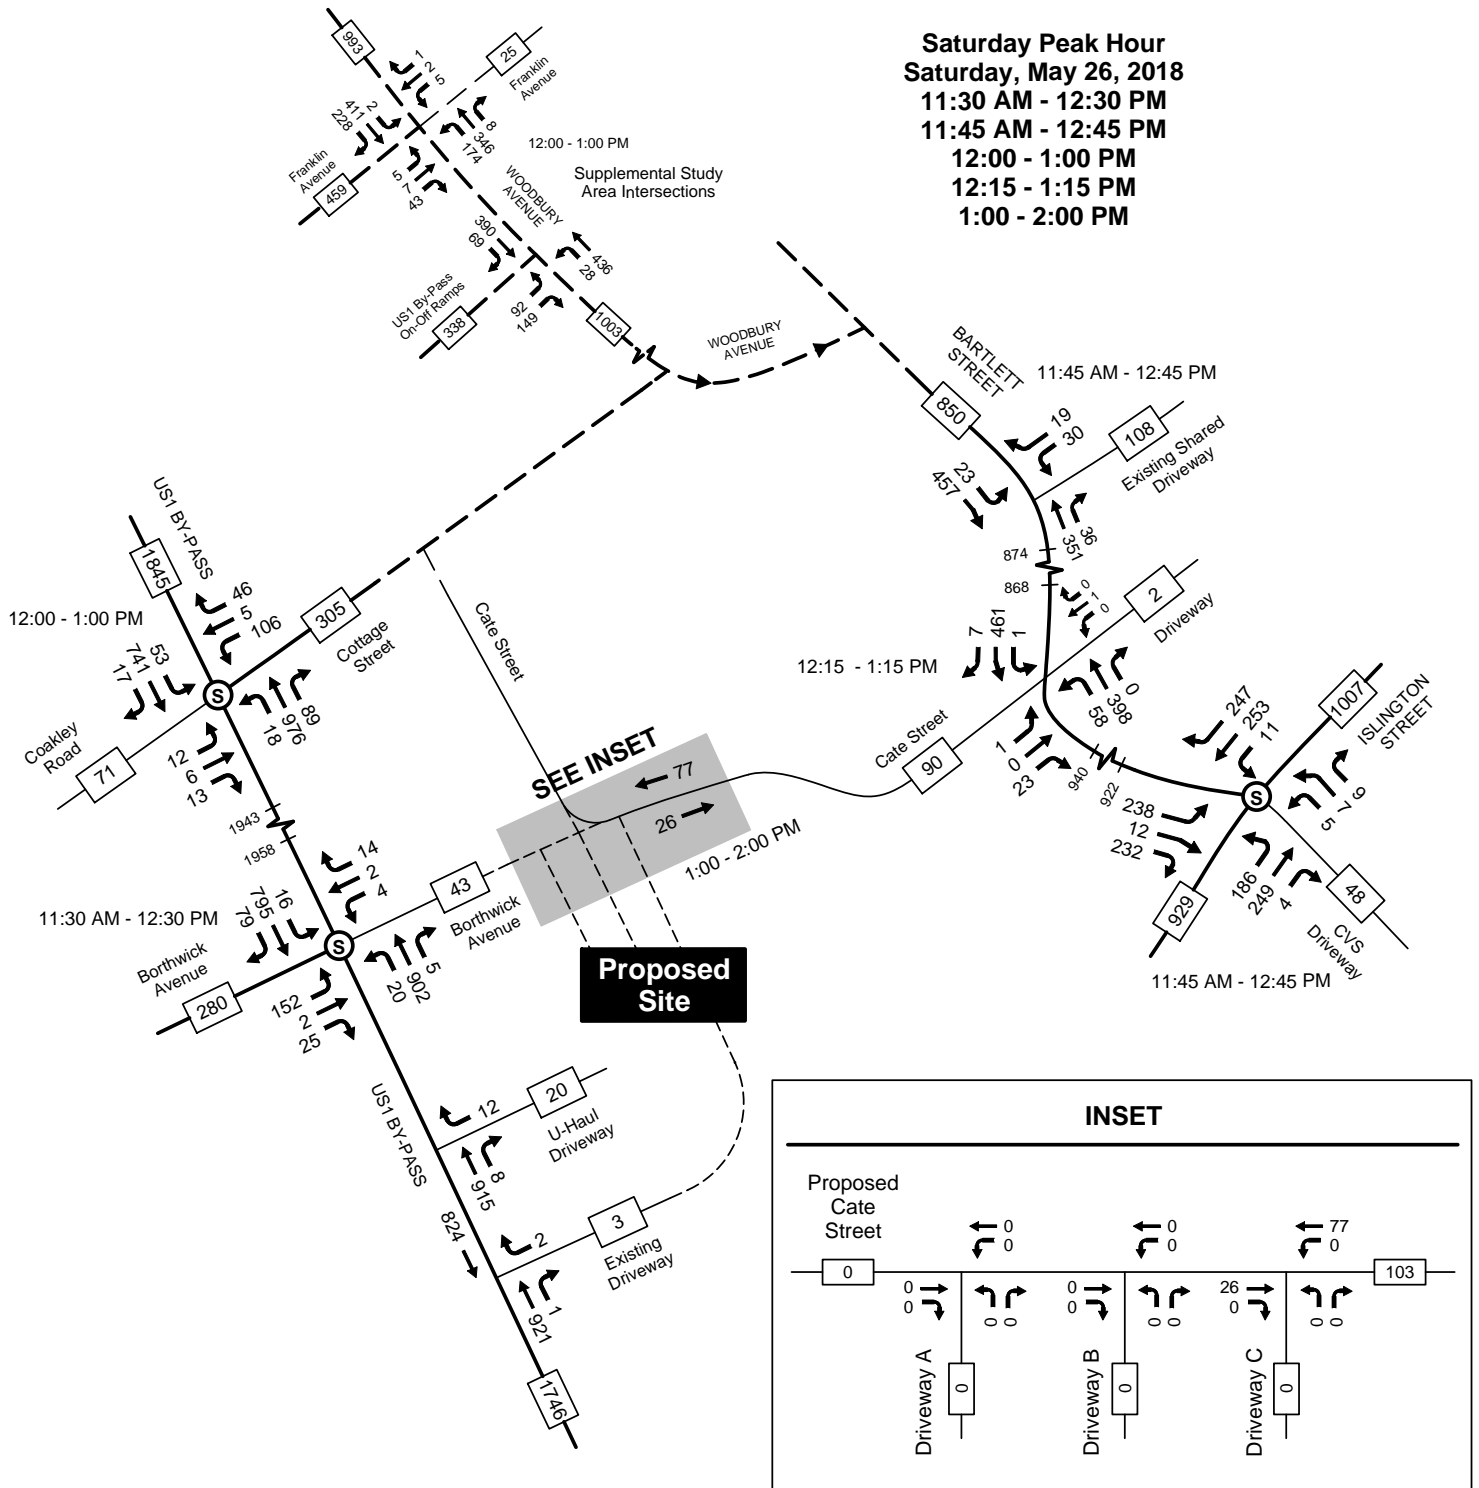 Saturday Peak Hour
Saturday, May 26, 2018
11:30 AM - 12:30 PM
11:45 AM - 12:45 PM
12:00 - 1:00 PM
12:15 - 1:15 PM
1:00 - 2:00 PM
993
1
2
5
25
Franklin
Avenue
2
411
228
8
346
174
12:00 - 1:00 PM
Supplemental Study
Area Intersections
Franklin
Avenue
459
5
7
43
WOODBURY
AVENUE
390
69
436
28
US1 By-Pass
On-Off Ramps
338
92
149
1003
WOODBURY
AVENUE
BARTLETT
STREET
11:45 AM - 12:45 PM
850
19
30
108
Existing Shared
Driveway
23
457
36
351
874
868
0
1
0
2
Driveway
7
461
1
12:15 - 1:15 PM
0
398
58
Cate Street
90
1
0
23
940
922
247
253
11
1007
ISLINGTON
STREET
S
9
7
5
238
12
232
186
249
4
929
48
CVS
Driveway
11:45 AM - 12:45 PM
US1 BY-PASS
1845
46
5
106
12:00 - 1:00 PM
305
Cottage
Street
53
741
17
S
89
976
18
Coakley
Road
71
12
6
13
1943
1958
Cate Street
SEE INSET
77
26
1:00 - 2:00 PM
14
2
4
43
Borthwick
Avenue
16
795
79
11:30 AM - 12:30 PM
S
Borthwick
Avenue
280
5
902
20
152
2
25
Proposed
Site
US1 BY-PASS
12
20
U-Haul
Driveway
8
915
824
2
3
Existing
Driveway
1
921
1746
INSET
Proposed
Cate
Street
0
0
0
0
0
77
0
103
0
0
0
0
26
0
0 0
0 0
0 0
Driveway A
0
Driveway B
0
Driveway C
0